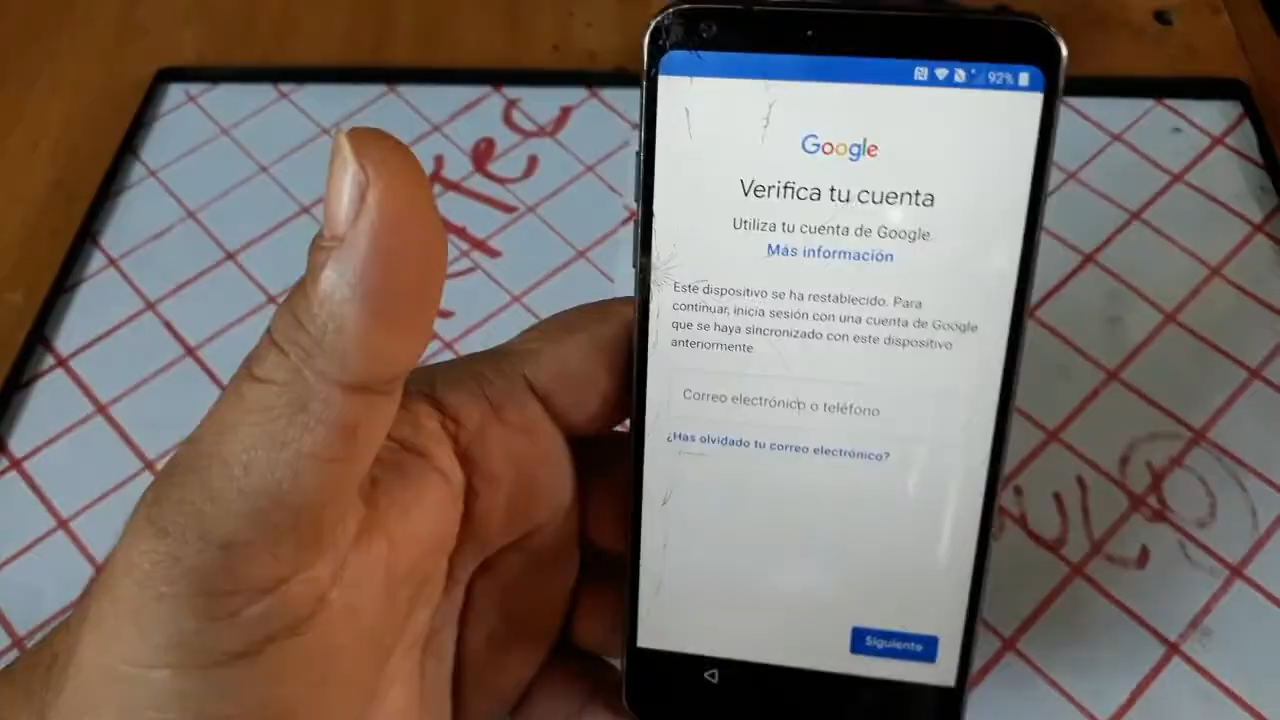 92%
Google
Verifica tu cuenta
Utiliza tu cuenta de Google.
Más información
Este dispositivo se ha restablecido. Para
continuar, inicia sesión con una cuenta de Google
que se haya sincronizado con este dispositivo
anteriormente.
Correo electrónico o teléfono
¿Has olvidado tu correo electrónico?
Siguiente